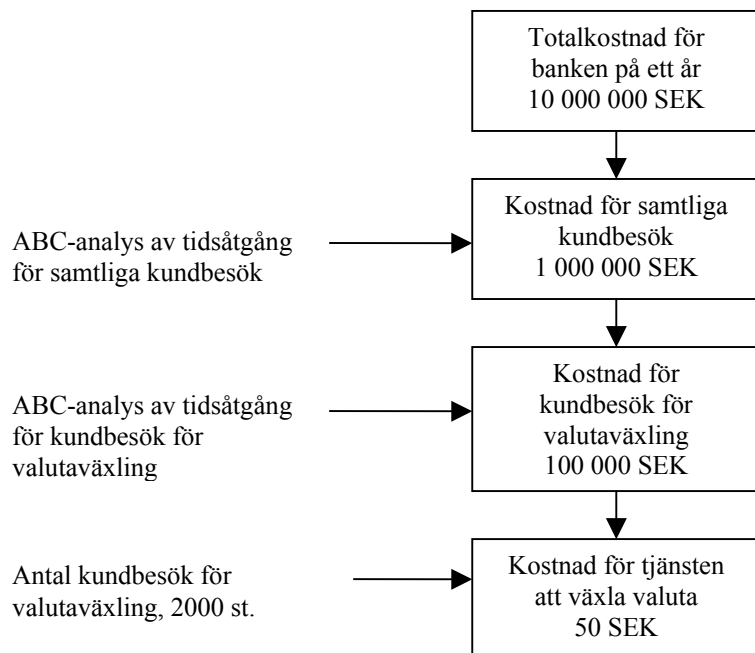 Totalkostnad för
banken på ett år
10 000 000 SEK
ABC-analys av tidsåtgång
för samtliga kundbesök
Kostnad för samtliga
kundbesök
1 000 000 SEK
ABC-analys av tidsåtgång
för kundbesök för
valutaväxling
Kostnad för
kundbesök för
valutaväxling
100 000 SEK
Antal kundbesök för
valutaväxling, 2000 st.
Kostnad för tjänsten
att växla valuta
50 SEK